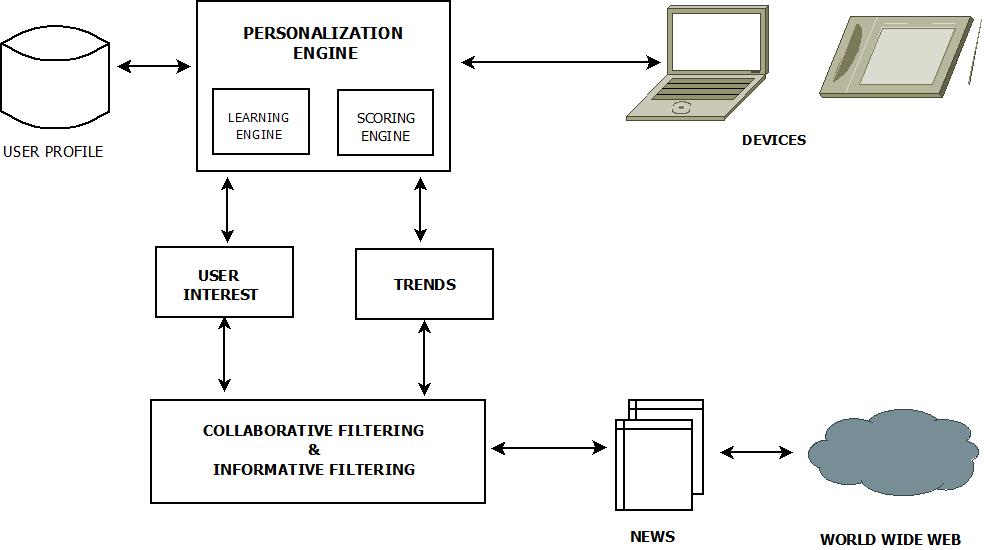 PERSONALIZATION
ENGINE
LEARNING
ENGINE
SCORING
ENGINE
USER PROFILE
DEVICES
USER
INTEREST
TRENDS
COLLABORATIVE FILTERING
&
INFORMATIVE FILTERING
NEWS
WORLD WIDE WEB